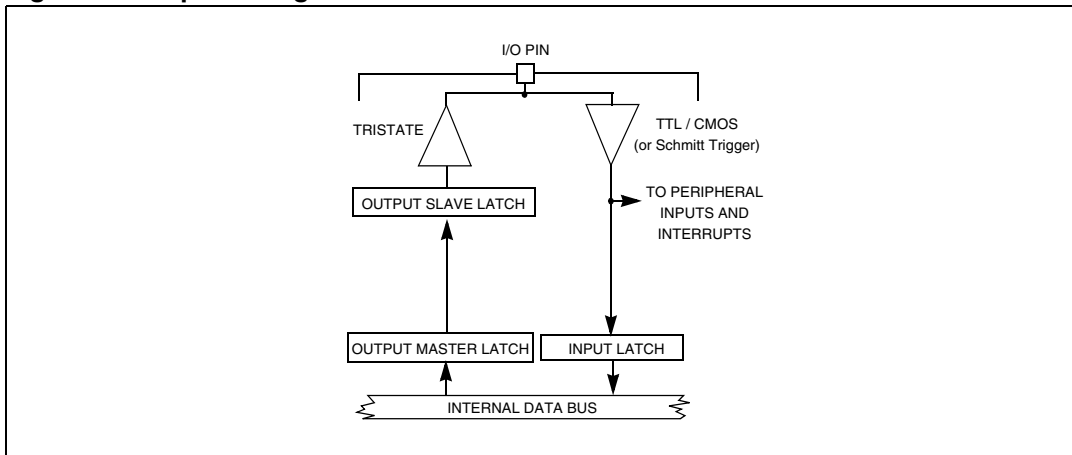 I/O PIN
TRISTATE
TTL / CMOS
(or Schmitt Trigger)
OUTPUT SLAVE LATCH
TO PERIPHERAL
INPUTS AND
INTERRUPTS
OUTPUT MASTER LATCH
INPUT LATCH
INTERNAL DATA BUS